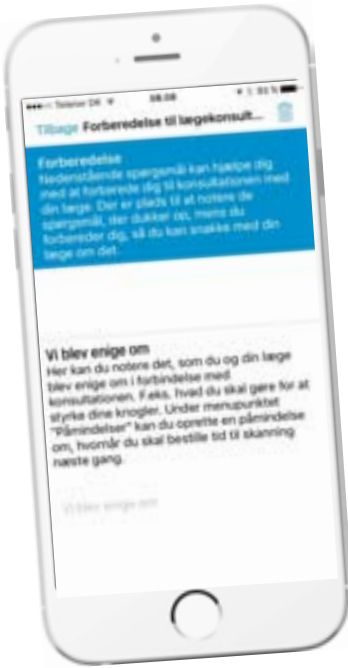 Telenor DK
Tilbage Forberedelse til lægekonsult...
Forberedelse
Nedenstående spørgsmål kan hjælpe dig
med at forberede dig til konsultationen med
din læge. Der er plads til at notere de
spørgsmål, der dukker op, mens du
forbereder dig, så du kan snakke med din
læge om det.
Vi blev enige om
Her kan du notere det, som du og din læge
blev enige om i forbindelse med
konsultationen. F.eks. hvad du skal gøre for at
styrke dine knogler. Under menupunktet
"Påmindelser" kan du oprette en påmindelse
om, hvornår du skal bestille tid til skanning
næste gang.
Vi blev enige om